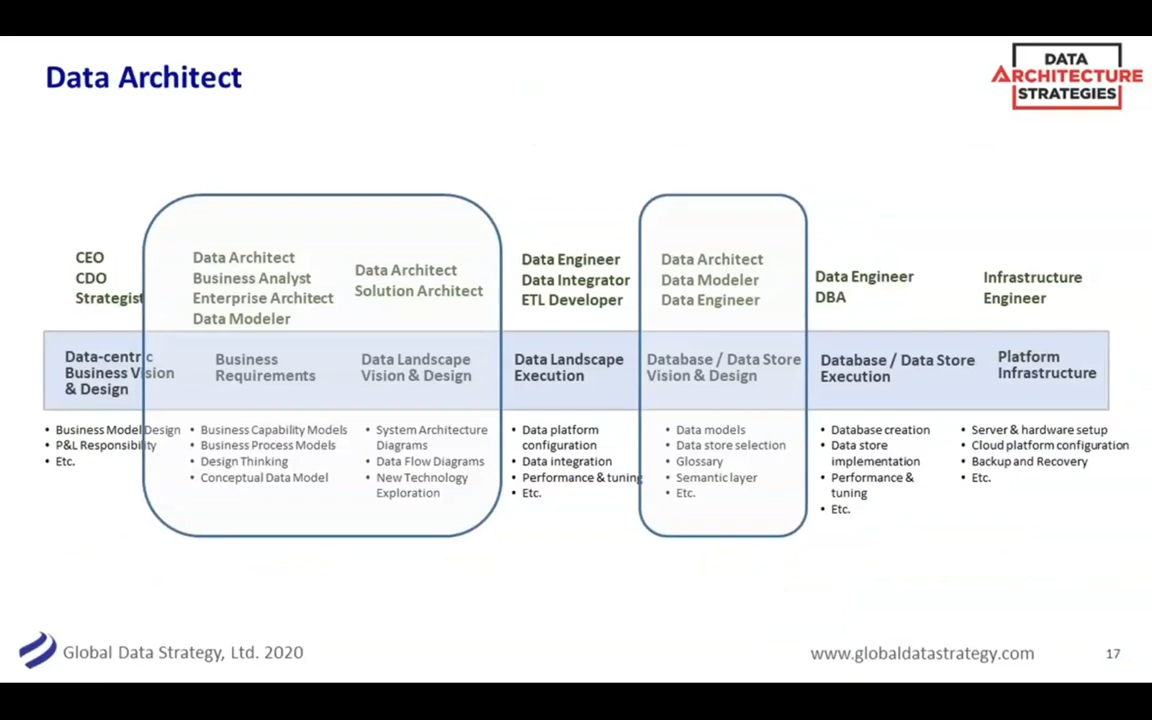 Data Architect
DATA
ARCHITECTURE
STRATEGIES
CEO
CDO
Strategist
Data Architect
Business Analyst
Enterprise Architect
Data Modeler
Data Architect
Solution Architect
Data Engineer
Data Integrator
ETL Developer
Data Architect
Data Modeler
Data Engineer
Data Engineer
DBA
Infrastructure
Engineer
Data-centric
Business Vision
& Design
Business
Requirements
Data Landscape
Vision & Design
Data Landscape
Execution
Database / Data Store
Vision & Design
Database / Data Store
Execution
Platform
Infrastructure
• Business Model Design
• P&L Responsibility
• Etc.
• Business Capability Models
• Business Process Models
• Design Thinking
• Conceptual Data Model
• System Architecture
Diagrams
• Data Flow Diagrams
• New Technology
Exploration
• Data platform
configuration
• Data integration
• Performance & tuning
• Etc.
• Data models
• Data store selection
• Glossary
• Semantic layer
• Etc.
• Database creation
• Data store
implementation
• Performance &
tuning
• Etc.
• Server & hardware setup
• Cloud platform configuration
• Backup and Recovery
• Etc.
Global Data Strategy, Ltd. 2020
www.globaldatastrategy.com
17